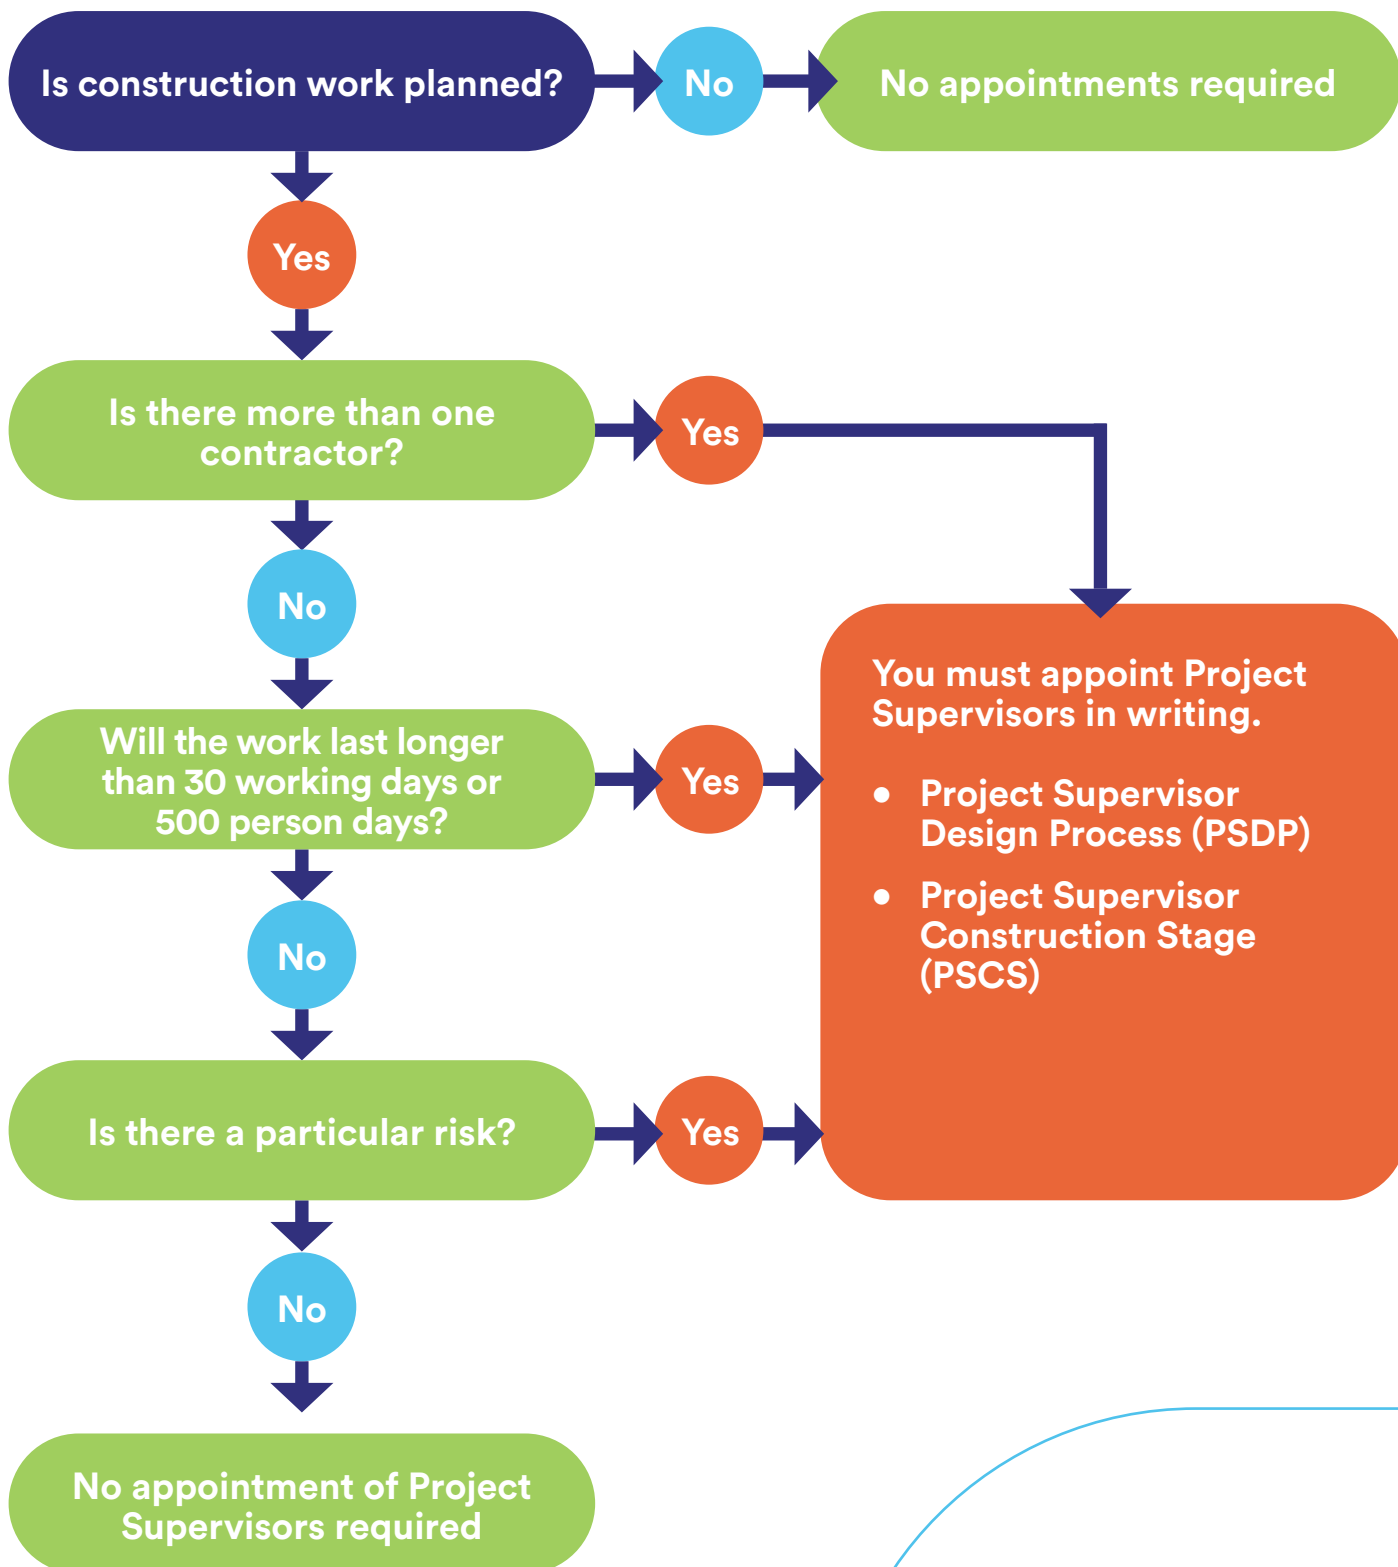 Is construction work planned?
No
No appointments required
Yes
Is there more than one
contractor?
Yes
No
You must appoint Project
Supervisors in writing.
• Project Supervisor
Design Process (PSDP)
• Project Supervisor
Construction Stage
(PSCS)
Will the work last longer
than 30 working days or
500 person days?
Yes
No
Is there a particular risk?
Yes
No
No appointment of Project
Supervisors required